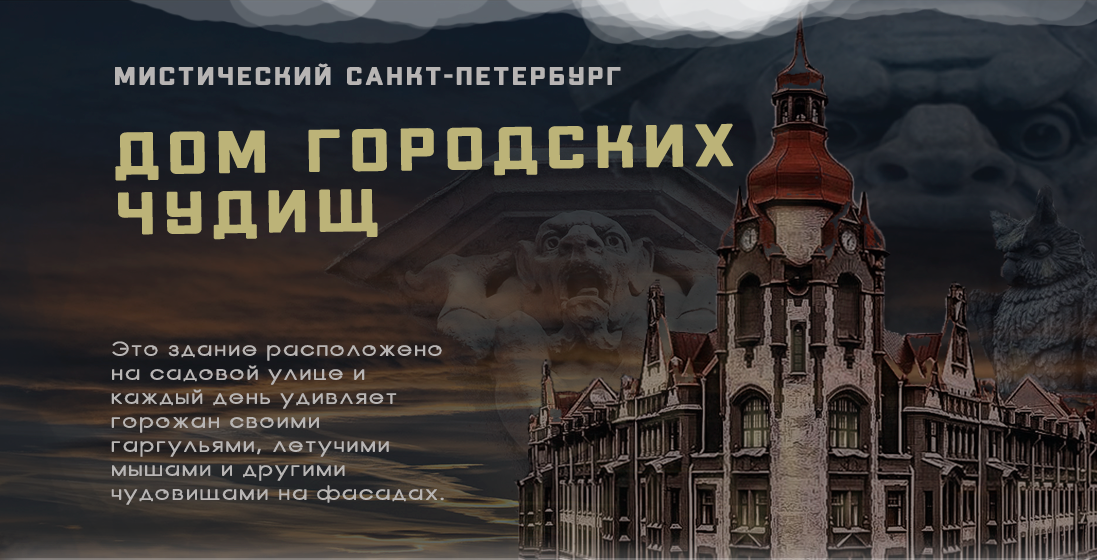 МИСТИЧЕСКИЙ САНКТ-ПЕТЕРБУРГ
ДОМ ГОРОДСКИХ
ЧУДИЩ
Это здание расположено
на садовой улице и
каждый день удивляет
горожан своими
гаргульями, летучими
мышами и другими
чудовищами на фасадах.